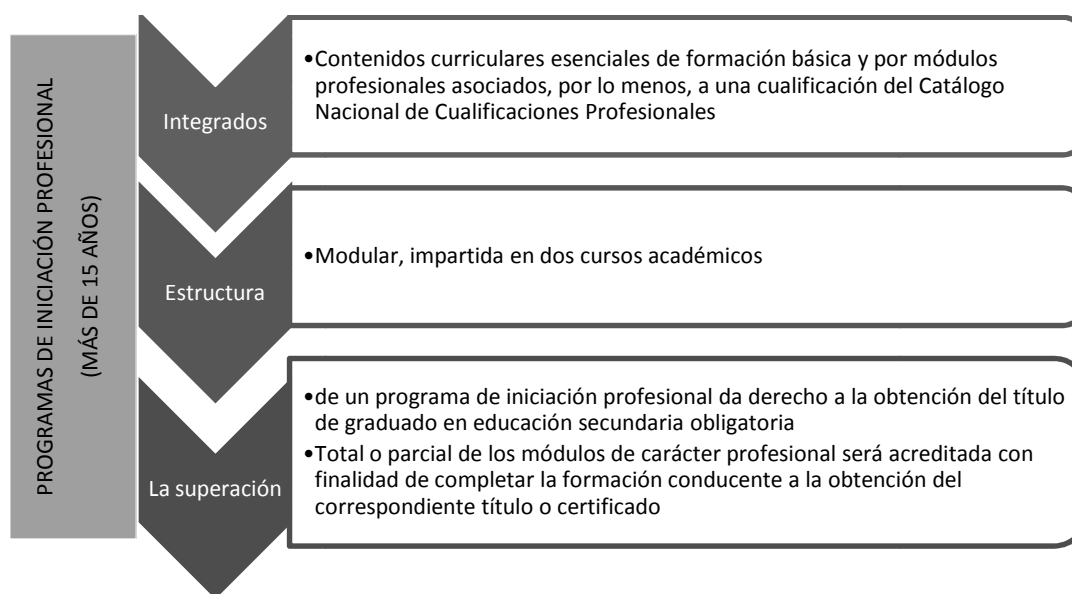 PROGRAMAS DE INICIACIÓN PROFESIONAL
(MÁS DE 15 AÑOS)
Integrados
•Contenidos curriculares esenciales de formación básica y por módulos
profesionales asociados, por lo menos, a una cualificación del Catálogo
Nacional de Cualificaciones Profesionales
Estructura
•Modular, impartida en dos cursos académicos
La superación
•de un programa de iniciación profesional da derecho a la obtención del título
de graduado en educación secundaria obligatoria
•Total o parcial de los módulos de carácter profesional será acreditada con
finalidad de completar la formación conducente a la obtención del
correspondiente título o certificado